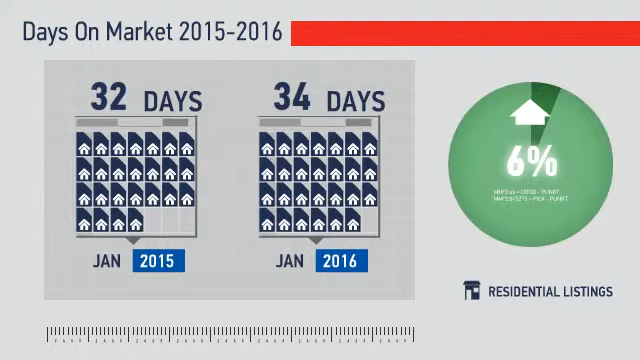 Days On Market 2015-2016
32 DAYS
34 DAYS
6%
JAN 2015
JAN 2016
RESIDENTIAL LISTINGS